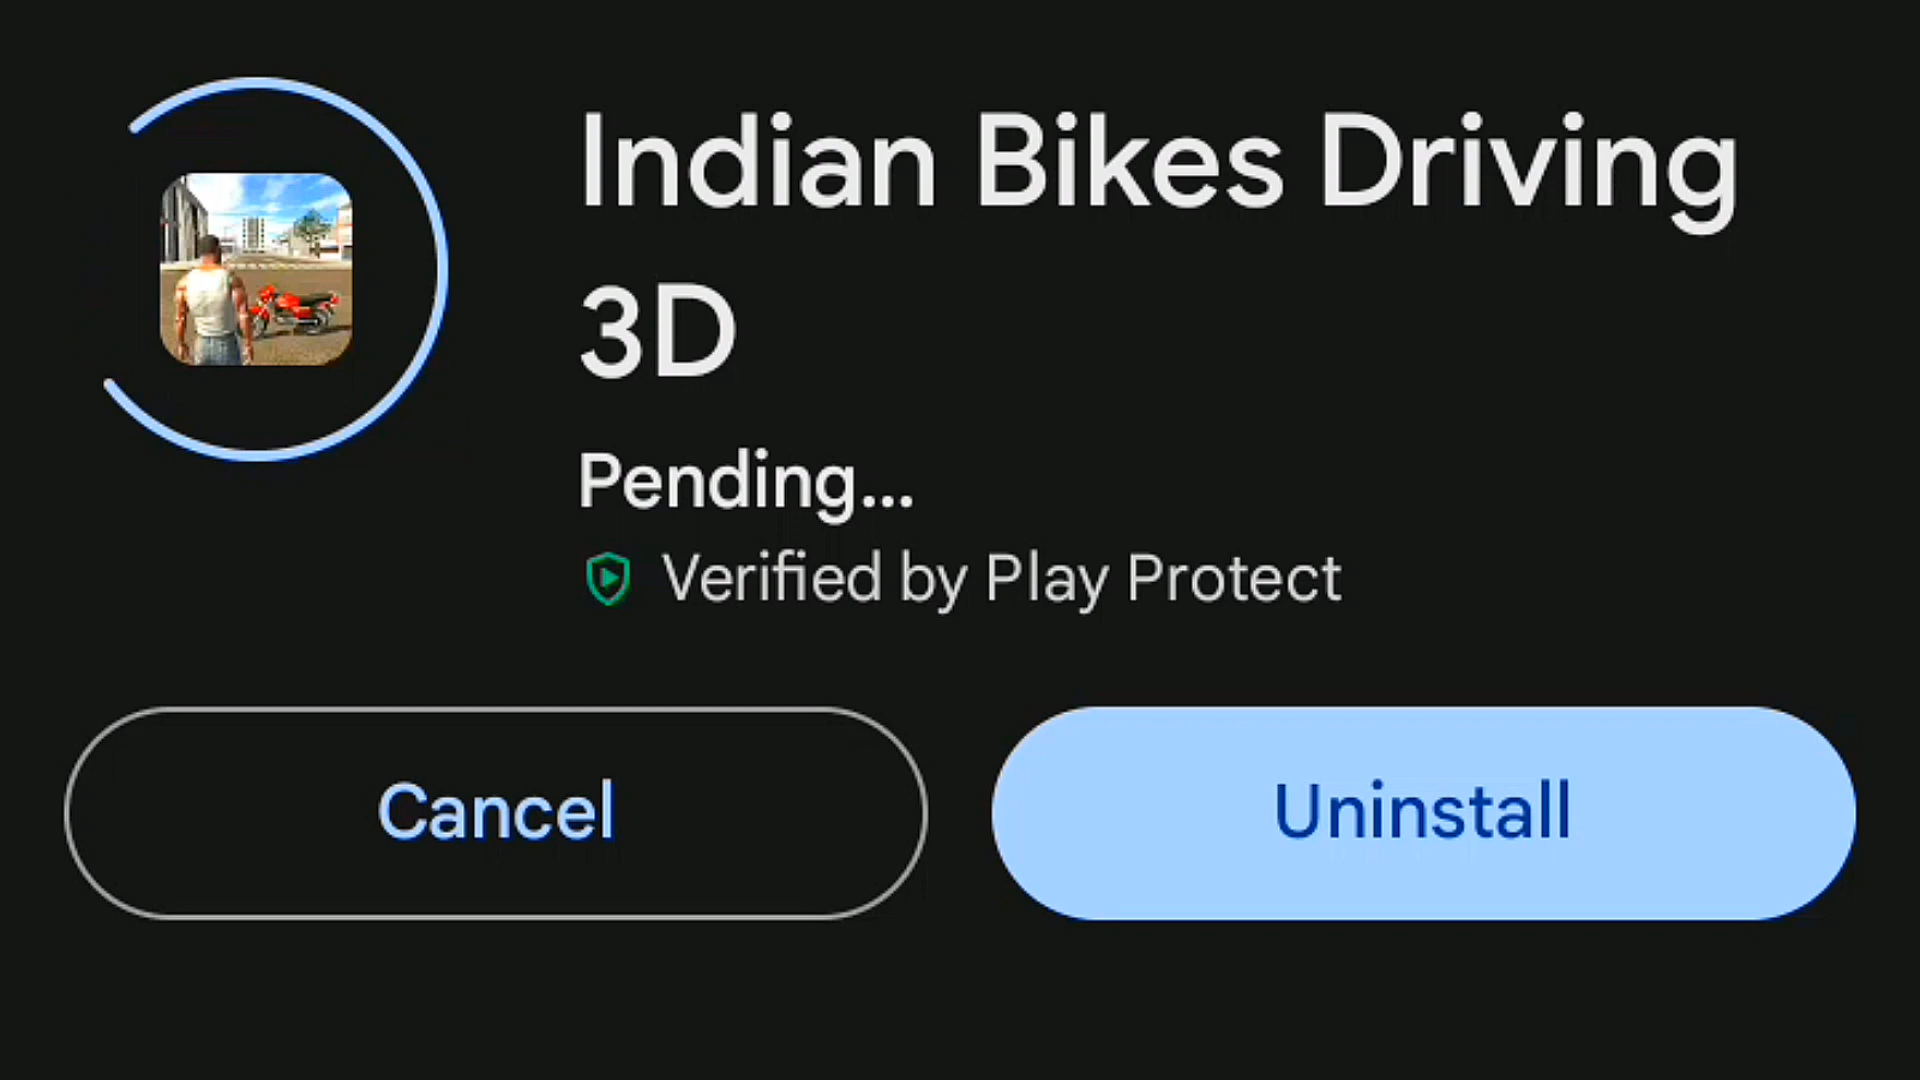 Indian Bikes Driving
3D
Pending...
Verified by Play Protect
Cancel
Uninstall